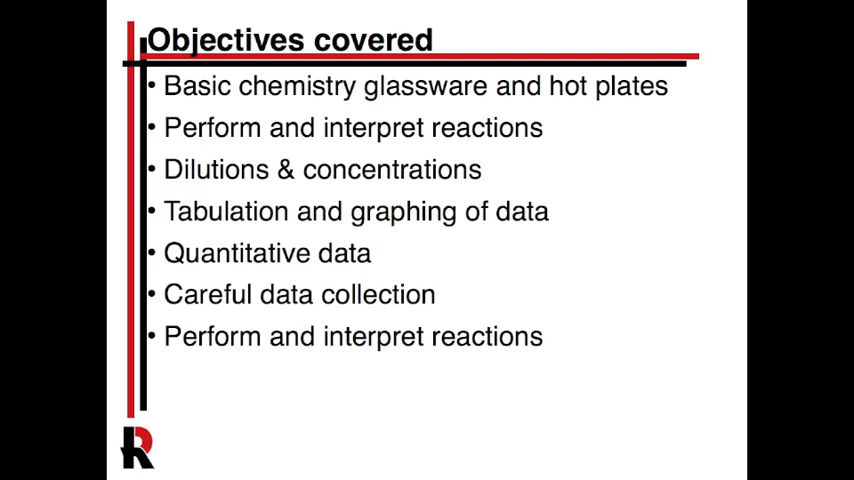 Objectives covered
• Basic chemistry glassware and hot plates
• Perform and interpret reactions
• Dilutions & concentrations
• Tabulation and graphing of data
• Quantitative data
• Careful data collection
• Perform and interpret reactions
R